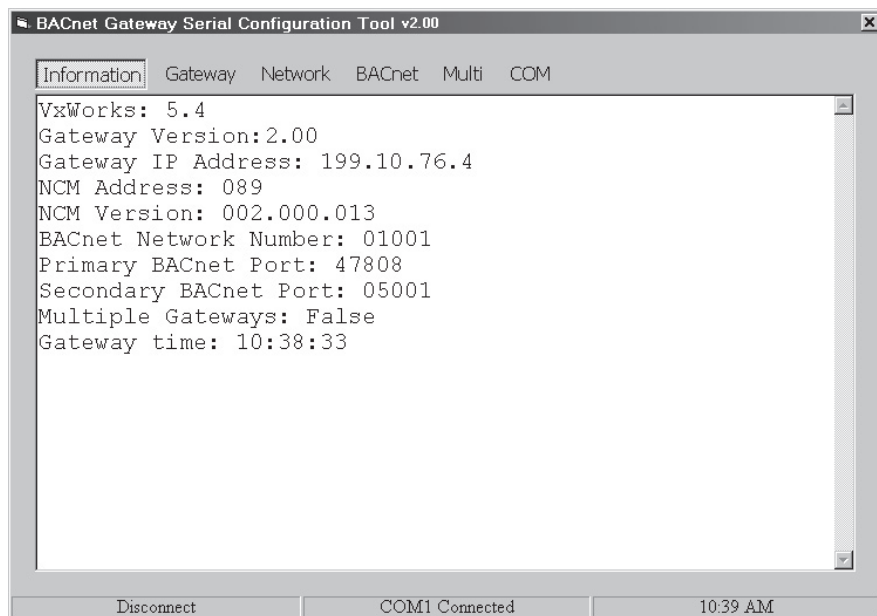 BACnet Gateway Serial Configuration Tool v2.00
Information Gateway Network BACnet Multi COM
VxWorks: 5.4
Gateway Version:2.00
Gateway IP Address: 199.10.76.4
NCM Address: 089
NCM Version: 002.000.013
BACnet Network Number: 01001
Primary BACnet Port: 47808
Secondary BACnet Port: 05001
Multiple Gateways: False
Gateway time: 10:38:33
Disconnect COM1 Connected 10:39 AM